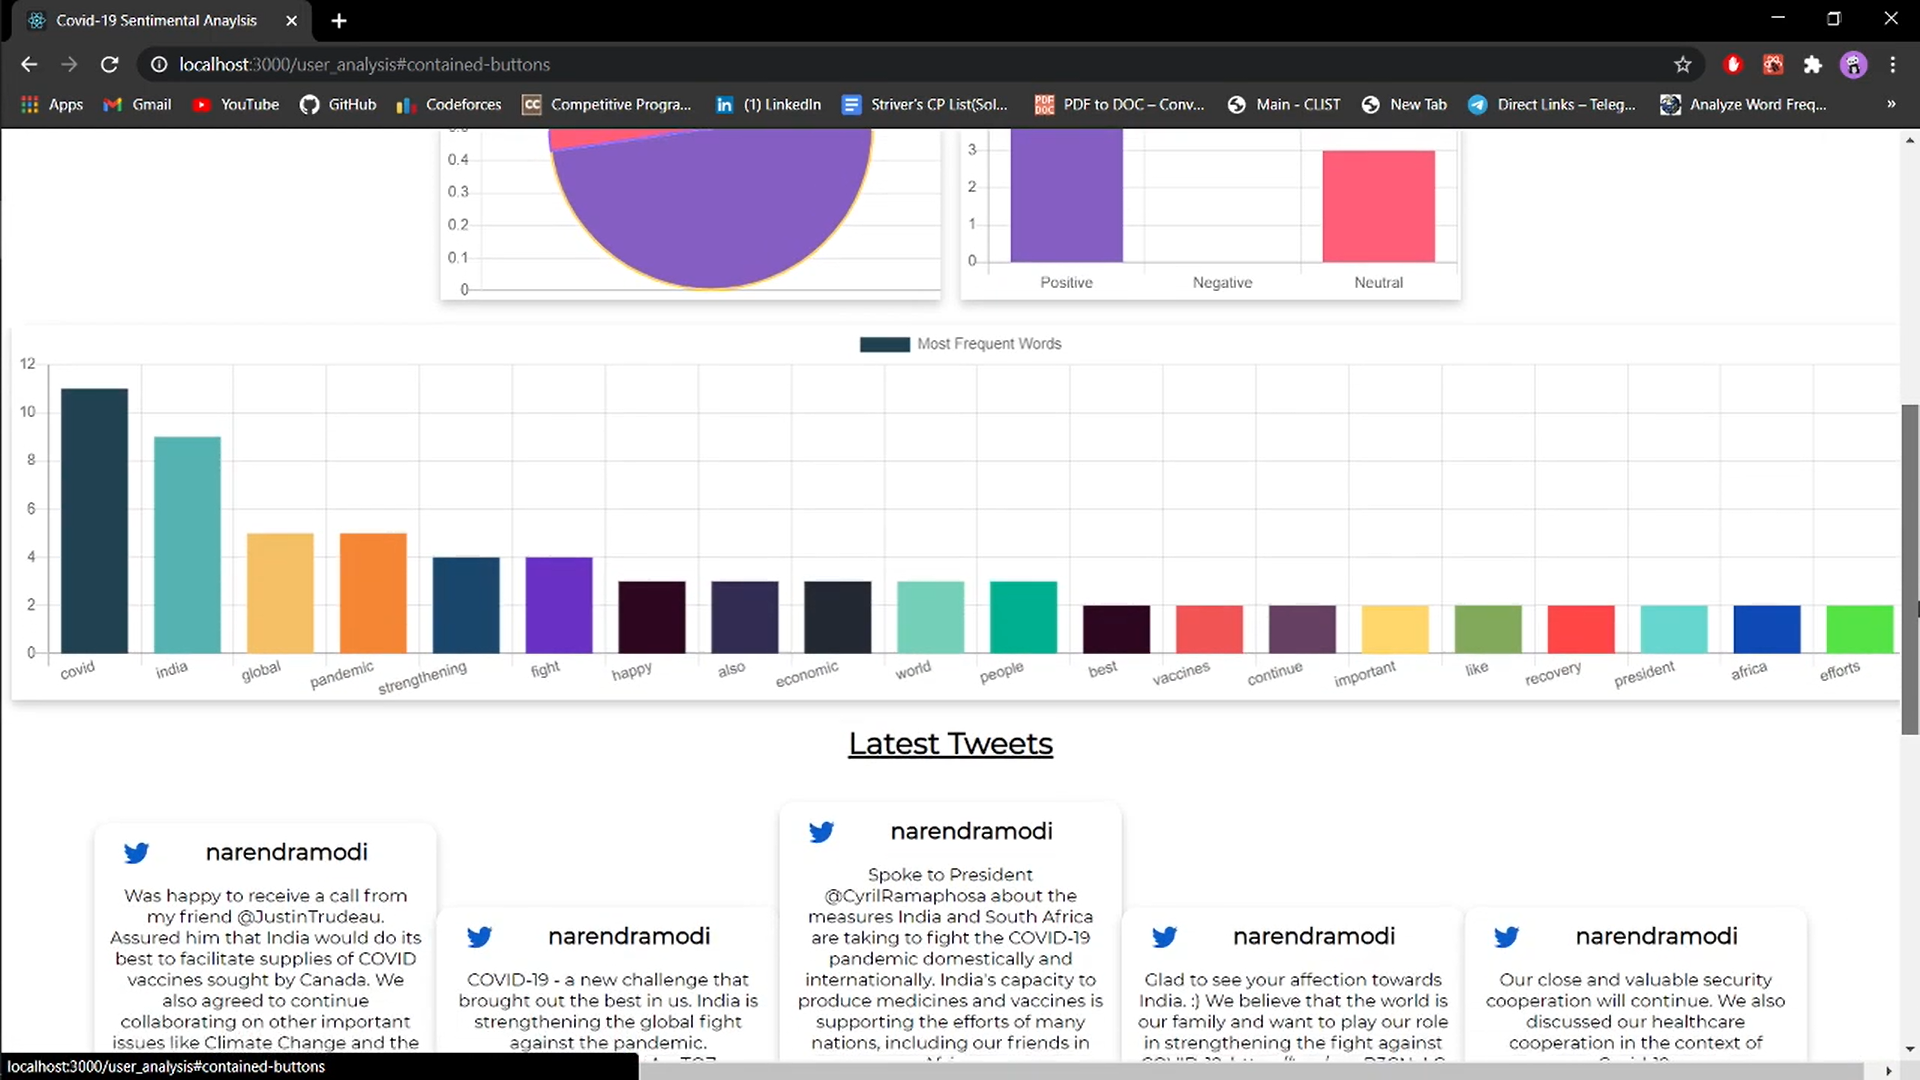 Covid-19 Sentimental Anaylsis
localhost:3000/user_analysis#contained-buttons
Apps Gmail YouTube GitHub Codeforces Competitive Progra... (1) LinkedIn Striver's CP List(Sol... PDF to DOC – Conv... Main - CLIST New Tab Direct Links – Teleg... Analyze Word Freq... »
0.4
0.3
0.2
0.1
0
3
2
1
0
Positive Negative Neutral
Most Frequent Words
12
10
8
6
4
2
0
covid india global pandemic strengthening fight happy also economic world people best vaccines continue important like recovery president africa efforts
Latest Tweets
narendramodi
Was happy to receive a call from
my friend @JustinTrudeau.
Assured him that India would do its
best to facilitate supplies of COVID
vaccines sought by Canada. We
also agreed to continue
collaborating on other important
issues like Climate Change and the
narendramodi
COVID-19 - a new challenge that
brought out the best in us. India is
strengthening the global fight
against the pandemic.
narendramodi
Spoke to President
@CyrilRamaphosa about the
measures India and South Africa
are taking to fight the COVID-19
pandemic domestically and
internationally. India's capacity to
produce medicines and vaccines is
supporting the efforts of many
nations, including our friends in
narendramodi
Glad to see your affection towards
India. :) We believe that the world is
our family and want to play our role
in strengthening the fight against
narendramodi
Our close and valuable security
cooperation will continue. We also
discussed our healthcare
cooperation in the context of
localhost:3000/user_analysis#contained-buttons